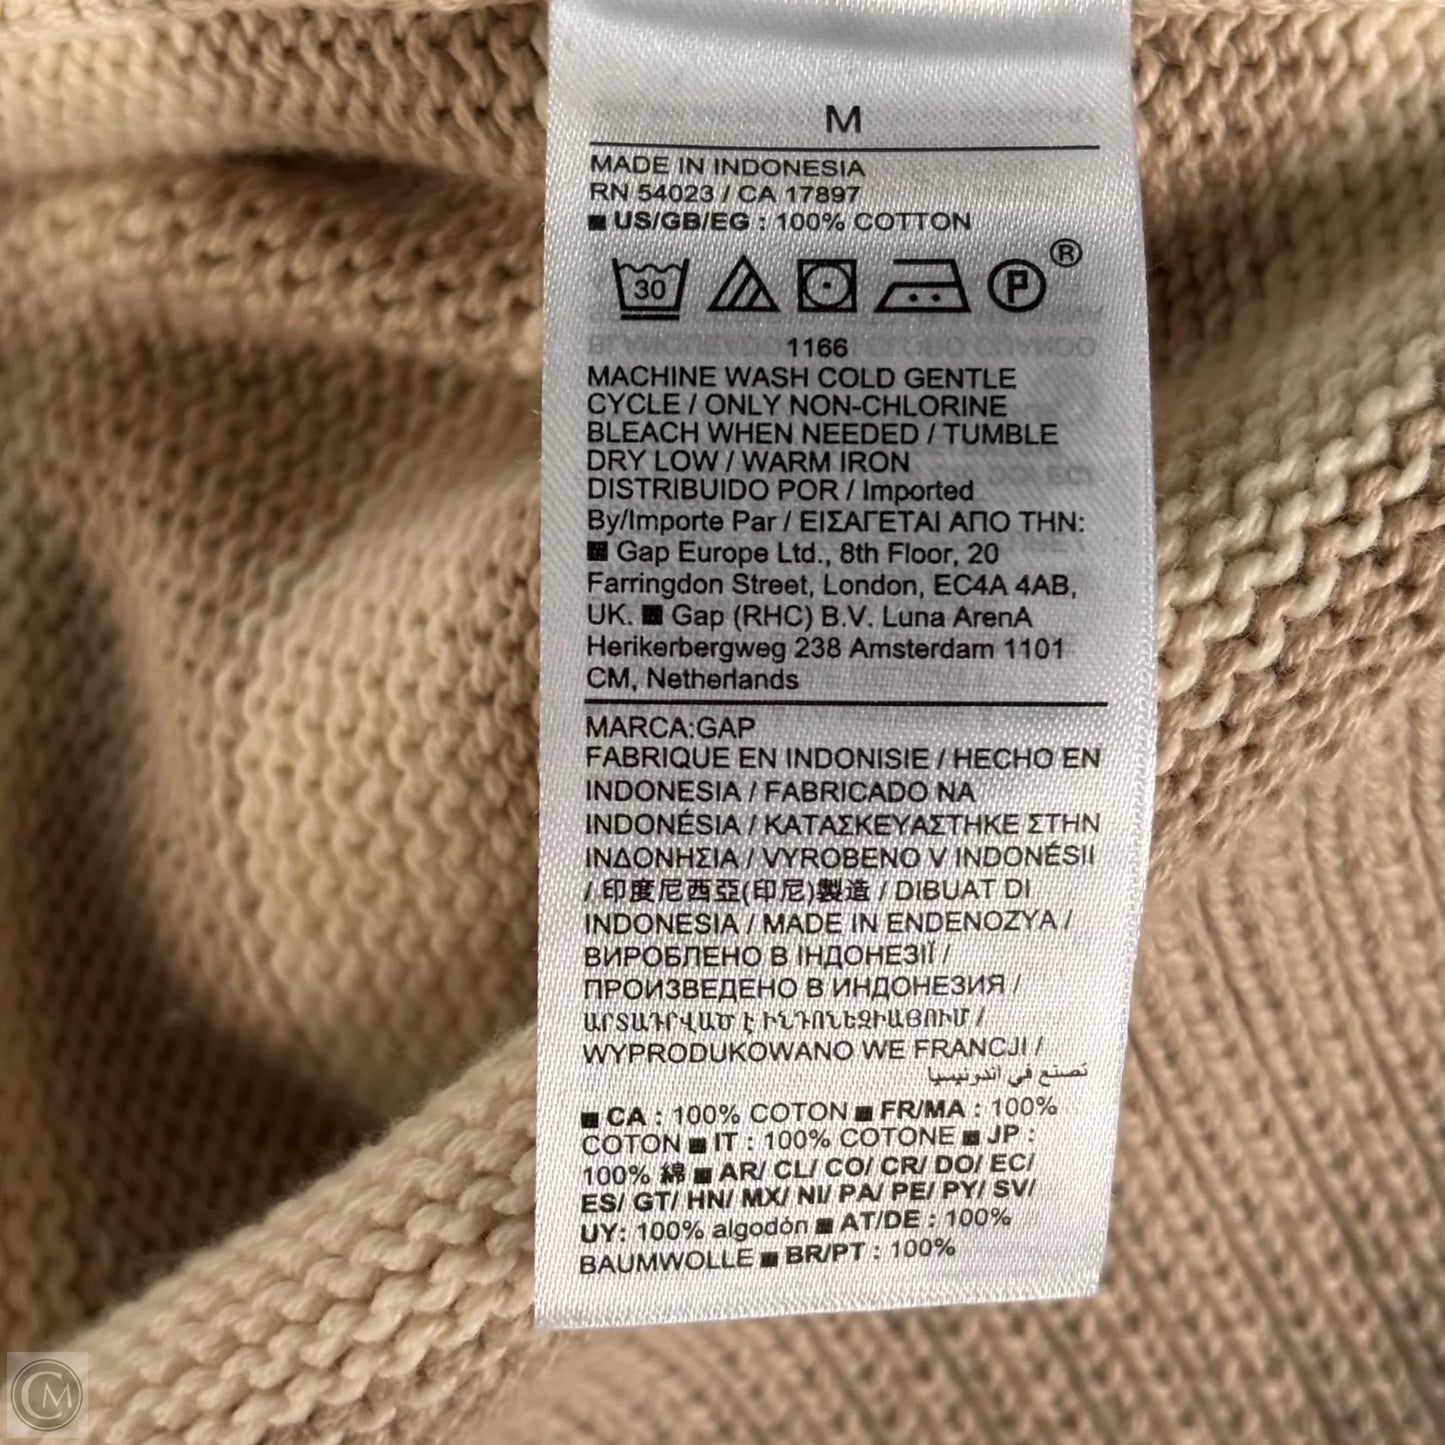 M
MADE IN INDONESIA
RN 54023 / CA 17897
■ US/GB/EG : 100% COTTON
30 P ®
1166
MACHINE WASH COLD GENTLE
CYCLE / ONLY NON-CHLORINE
BLEACH WHEN NEEDED / TUMBLE
DRY LOW / WARM IRON
DISTRIBUIDO POR / Imported
By/Importe Par / ΕΙΣΑΓΕΤΑΙ ΑΠΟ ΤΗΝ:
■ Gap Europe Ltd., 8th Floor, 20
Farringdon Street, London, EC4A 4AB,
UK. ■ Gap (RHC) B.V. Luna ArenA
Herikerbergweg 238 Amsterdam 1101
CM, Netherlands
MARCA:GAP
FABRIQUE EN INDONISIE / HECHO EN
INDONESIA / FABRICADO NA
INDONÉSIA / ΚΑΤΑΣΚΕΥΑΣΤΗΚΕ ΣΤΗΝ
ΙΝΔΟΝΗΣΙΑ / VYROBENO V INDONÉSII
/ 印度尼西亞(印尼)製造 / DIBUAT DI
INDONESIA / MADE IN ENDENOZYA /
ВИРОБЛЕНО В ІНДОНЕЗІЇ /
ПРОИЗВЕДЕНО В ИНДОНЕЗИЯ /
ԱՐՏԱԴՐՎԱԾ Է ԻՆԴՈՆԵԶԻԱՅՈՒՄ /
WYPRODUKOWANO WE FRANCJI /
تصنع في اندونيسيا
■ CA : 100% COTON ■ FR/MA : 100%
COTON ■ IT : 100% COTONE ■ JP :
100% 綿 ■ AR/ CL/ CO/ CR/ DO/ EC/
ES/ GT/ HN/ MX/ NI/ PA/ PE/ PY/ SV/
UY: 100% algodón ■ AT/DE : 100%
BAUMWOLLE ■ BR/PT : 100%
CM